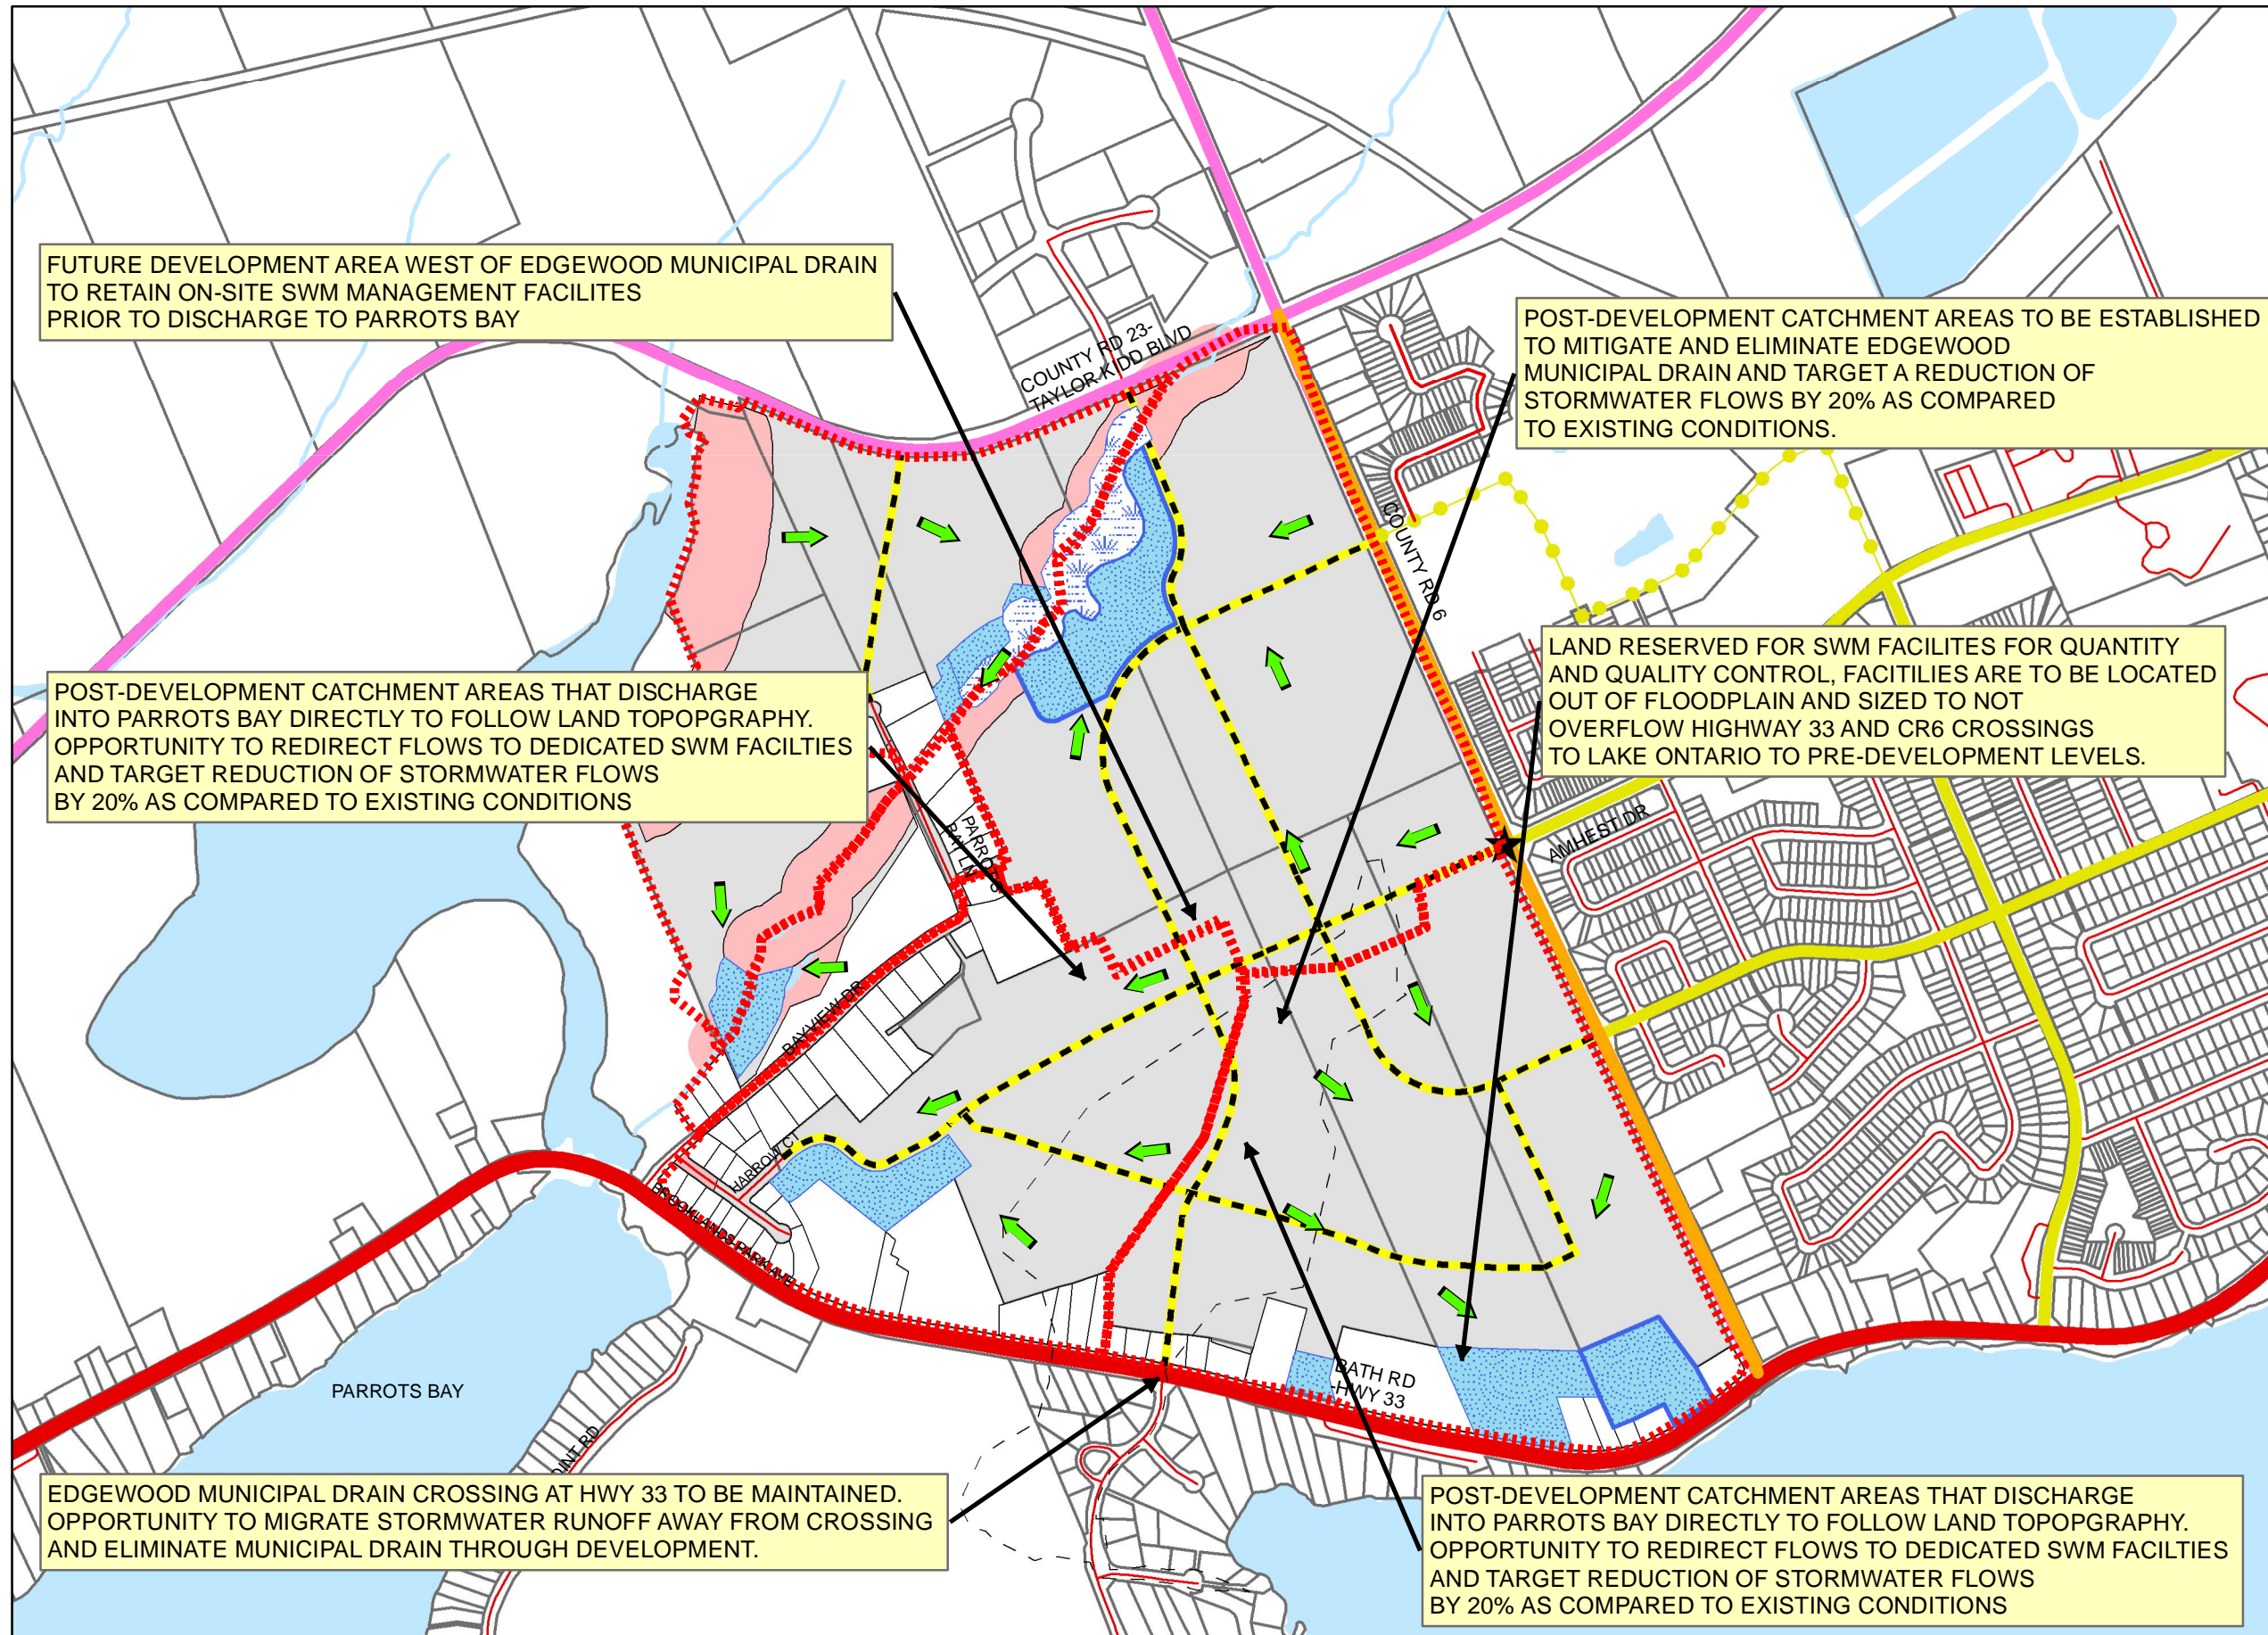 FUTURE DEVELOPMENT AREA WEST OF EDGEWOOD MUNICIPAL DRAIN
TO RETAIN ON-SITE SWM MANAGEMENT FACILITES
PRIOR TO DISCHARGE TO PARROTS BAY
COUNTY RD 23-
TAYLOR KIDD BLVD
POST-DEVELOPMENT CATCHMENT AREAS TO BE ESTABLISHED
TO MITIGATE AND ELIMINATE EDGEWOOD
MUNICIPAL DRAIN AND TARGET A REDUCTION OF
STORMWATER FLOWS BY 20% AS COMPARED
TO EXISTING CONDITIONS.
COUNTY RD 6
LAND RESERVED FOR SWM FACILITES FOR QUANTITY
AND QUALITY CONTROL, FACITILIES ARE TO BE LOCATED
OUT OF FLOODPLAIN AND SIZED TO NOT
OVERFLOW HIGHWAY 33 AND CR6 CROSSINGS
TO LAKE ONTARIO TO PRE-DEVELOPMENT LEVELS.
POST-DEVELOPMENT CATCHMENT AREAS THAT DISCHARGE
INTO PARROTS BAY DIRECTLY TO FOLLOW LAND TOPOPGRAPHY.
OPPORTUNITY TO REDIRECT FLOWS TO DEDICATED SWM FACILTIES
AND TARGET REDUCTION OF STORMWATER FLOWS
BY 20% AS COMPARED TO EXISTING CONDITIONS
PARROTS
BAY LN
AMHEST DR
BAYVIEW DR
HARROW CT
BROOKLANDS PARK AVE
BATH RD
-HWY 33
PARROTS BAY
OINT RD
EDGEWOOD MUNICIPAL DRAIN CROSSING AT HWY 33 TO BE MAINTAINED.
OPPORTUNITY TO MIGRATE STORMWATER RUNOFF AWAY FROM CROSSING
AND ELIMINATE MUNICIPAL DRAIN THROUGH DEVELOPMENT.
POST-DEVELOPMENT CATCHMENT AREAS THAT DISCHARGE
INTO PARROTS BAY DIRECTLY TO FOLLOW LAND TOPOPGRAPHY.
OPPORTUNITY TO REDIRECT FLOWS TO DEDICATED SWM FACILTIES
AND TARGET REDUCTION OF STORMWATER FLOWS
BY 20% AS COMPARED TO EXISTING CONDITIONS